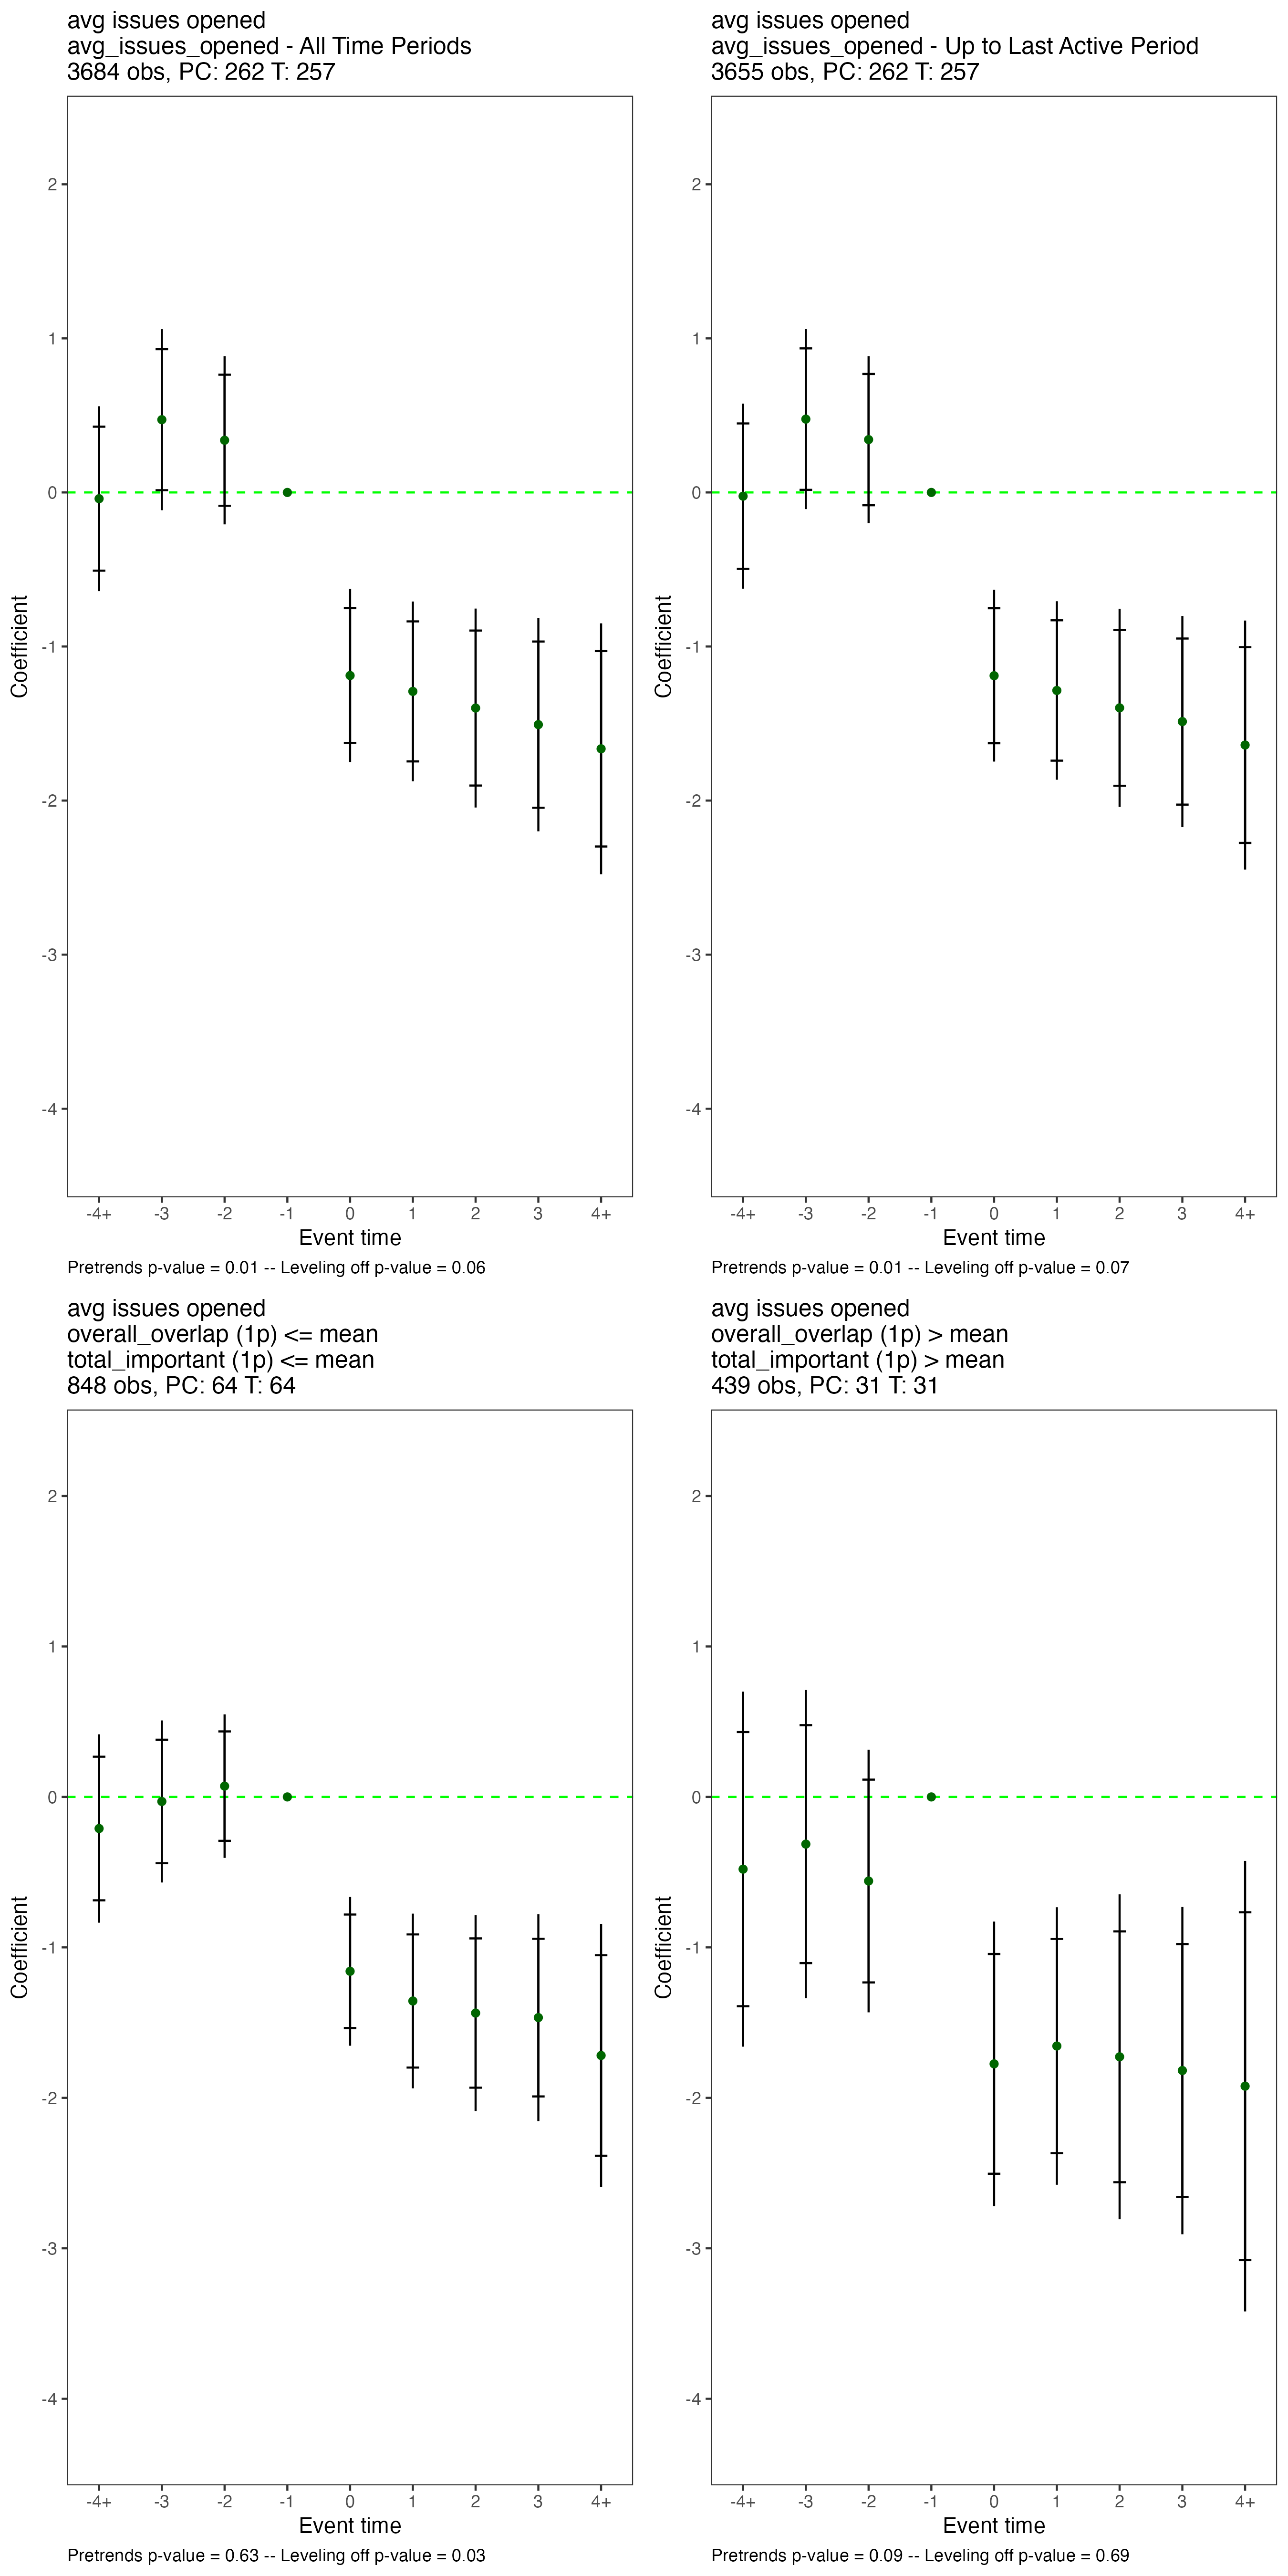 avg issues opened
avg_issues_opened - All Time Periods
3684 obs, PC: 262 T: 257
2
1
0
-1
-2
-3
-4
Coefficient
-4+
-3
-2
-1
0
1
2
3
4+
Event time
Pretrends p-value = 0.01 -- Leveling off p-value = 0.06
avg issues opened
avg_issues_opened - Up to Last Active Period
3655 obs, PC: 262 T: 257
2
1
0
-1
-2
-3
-4
Coefficient
-4+
-3
-2
-1
0
1
2
3
4+
Event time
Pretrends p-value = 0.01 -- Leveling off p-value = 0.07
avg issues opened
overall_overlap (1p) <= mean
total_important (1p) <= mean
848 obs, PC: 64 T: 64
2
1
0
-1
-2
-3
-4
Coefficient
-4+
-3
-2
-1
0
1
2
3
4+
Event time
Pretrends p-value = 0.63 -- Leveling off p-value = 0.03
avg issues opened
overall_overlap (1p) > mean
total_important (1p) > mean
439 obs, PC: 31 T: 31
2
1
0
-1
-2
-3
-4
Coefficient
-4+
-3
-2
-1
0
1
2
3
4+
Event time
Pretrends p-value = 0.09 -- Leveling off p-value = 0.69